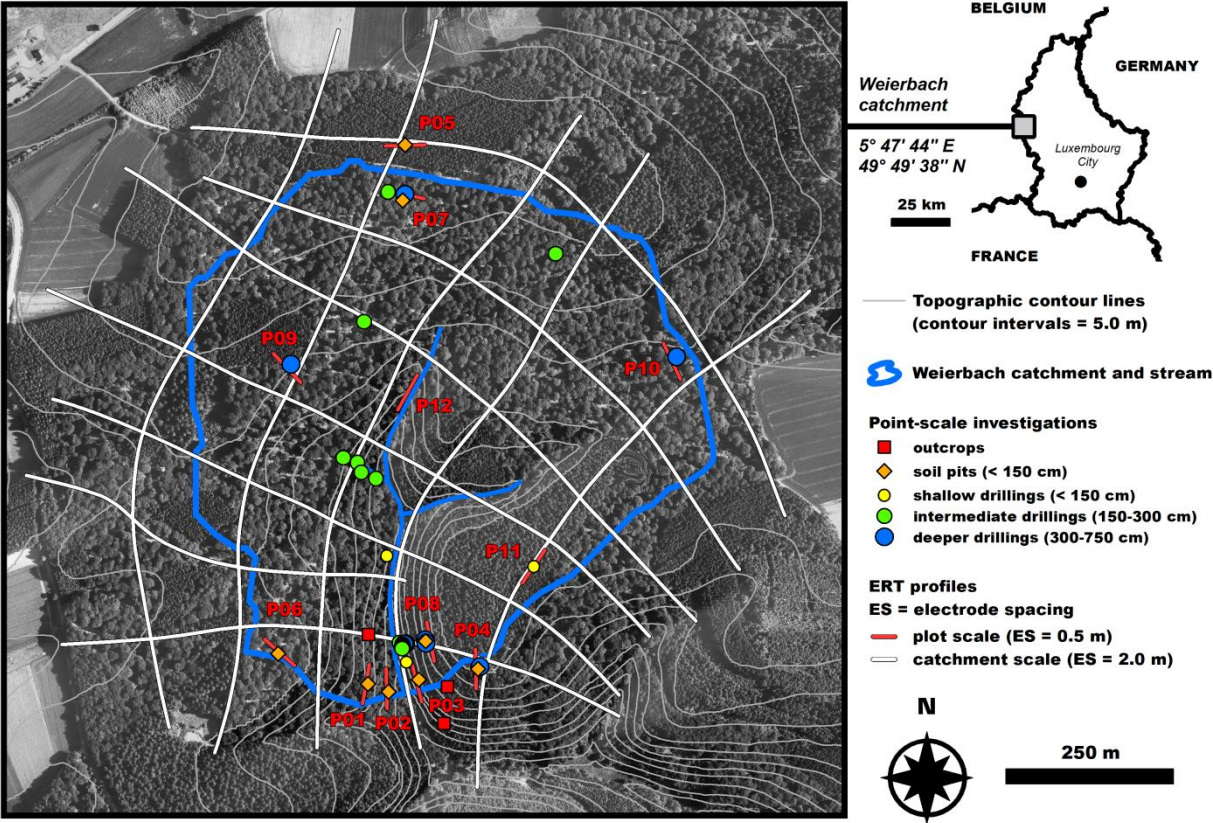 P05
P07
P09
P10
P12
P11
P06
P08
P04
P01
P02
P03
BELGIUM
GERMANY
Weierbach
catchment
5° 47' 44'' E
49° 49' 38'' N
Luxembourg
City
25 km
FRANCE
Topographic contour lines
(contour intervals = 5.0 m)
Weierbach catchment and stream
Point-scale investigations
outcrops
soil pits (< 150 cm)
shallow drillings (< 150 cm)
intermediate drillings (150-300 cm)
deeper drillings (300-750 cm)
ERT profiles
ES = electrode spacing
plot scale (ES = 0.5 m)
catchment scale (ES = 2.0 m)
N
250 m